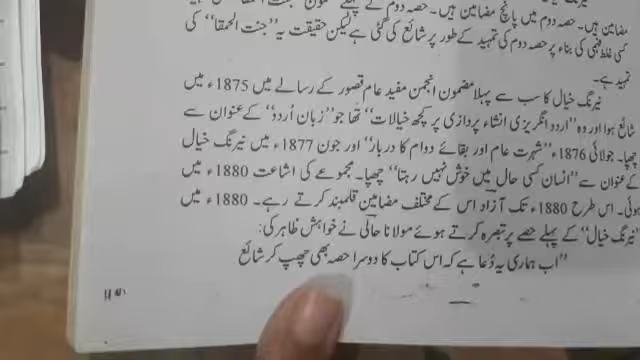 مضامین ہیں۔ حصہ دوم میں پانچ مضامین ہیں۔ حصہ دوم کے پہلے مضمون "جنت الحمقا"
کسی غلط فہمی کی بناء پر حصہ دوم کی تمہید کے طور پر شائع کی گئی ہے لیکن حقیقت یہ "جنت الحمقا" کی
تمہید ہے۔
نیرنگ خیال کا سب سے پہلا مضمون انجمن مفید عام قصور کے رسالے میں 1875ء میں
شائع ہوا اور وہ "اردو انگریزی انشاء پردازی پر کچھ خیالات" تھا جو "زبان اُردو" کے عنوان سے
چھپا۔ جولائی 1876ء "شہرت عام اور بقائے دوام کا دربار" اور جون 1877ء میں نیرنگ خیال
کے عنوان سے "انسان کسی حال میں خوش نہیں رہتا" چھپا۔ مجموعے کی اشاعت 1880ء میں
ہوئی۔ اس طرح 1880ء تک آزاد اس کے مختلف مضامین قلمبند کرتے رہے۔ 1880ء میں
"نیرنگ خیال" کے پہلے حصے پر تبصرہ کرتے ہوئے مولانا حالی نے خواہش ظاہر کی:
"اب ہماری یہ دُعا ہے کہ اس کتاب کا دوسرا حصہ بھی چھپ کر شائع